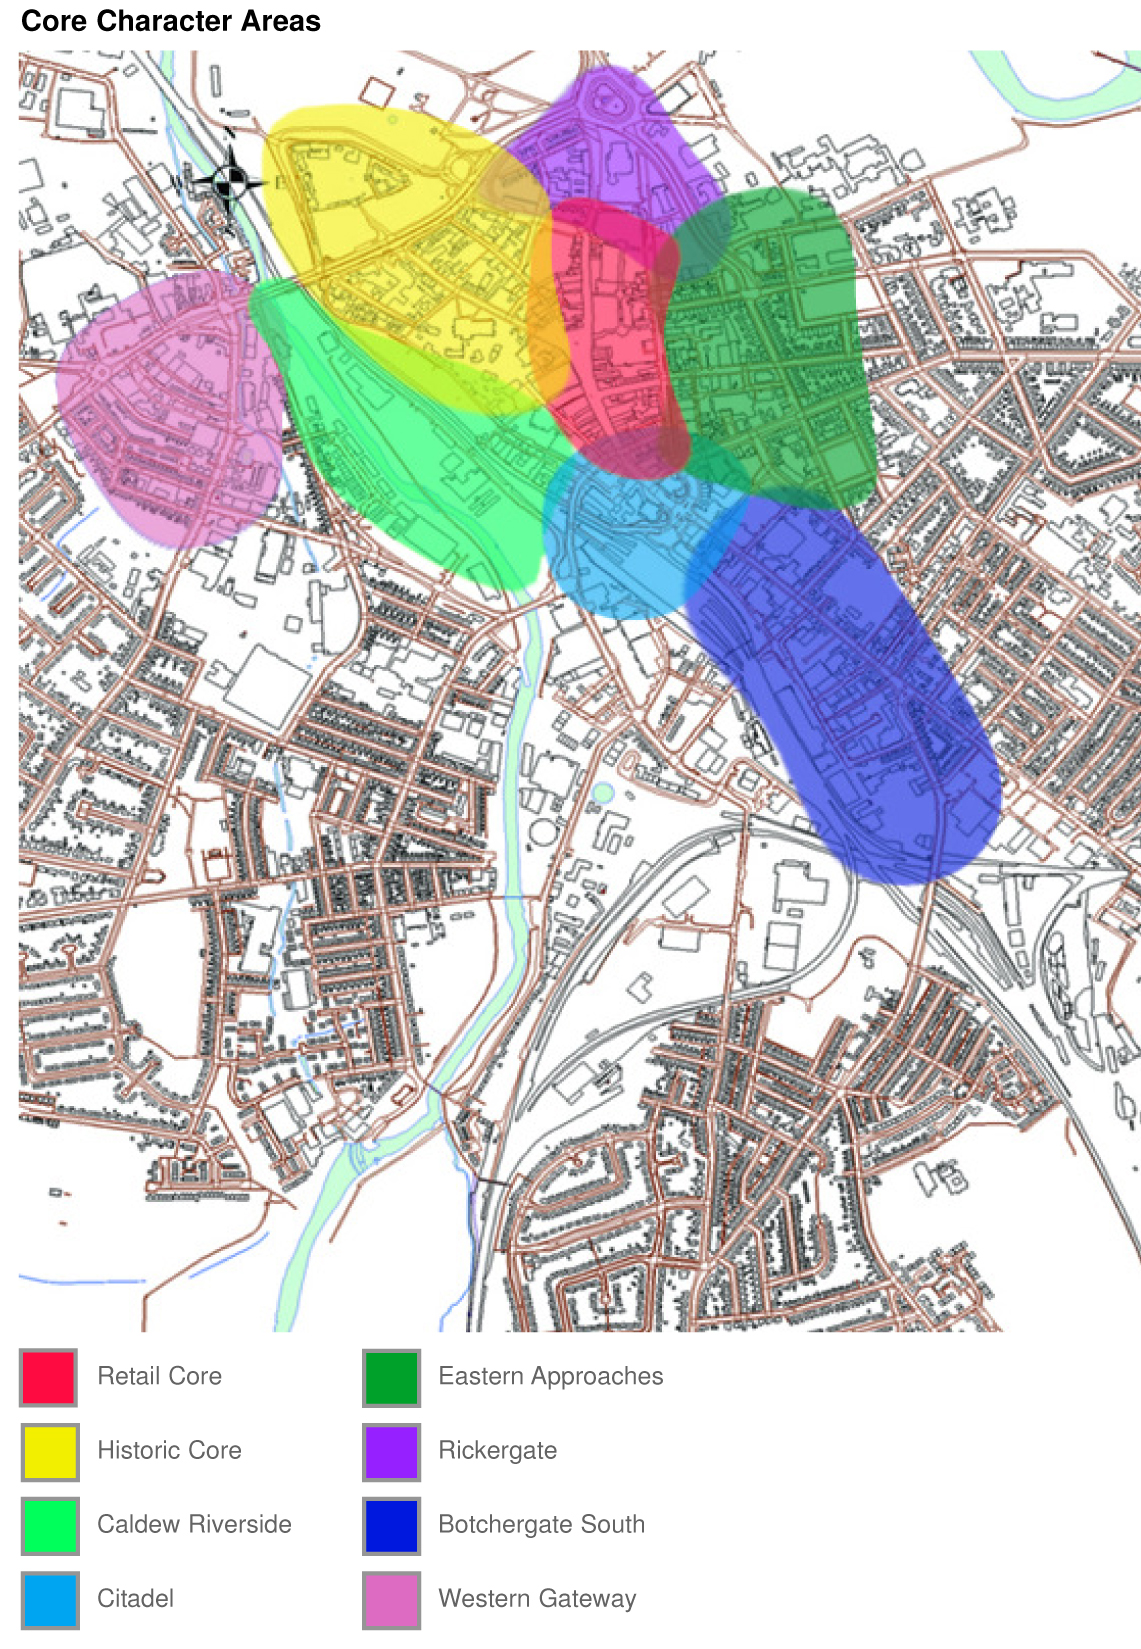 Core Character Areas
Retail Core
Historic Core
Caldew Riverside
Citadel
Eastern Approaches
Rickergate
Botchergate South
Western Gateway